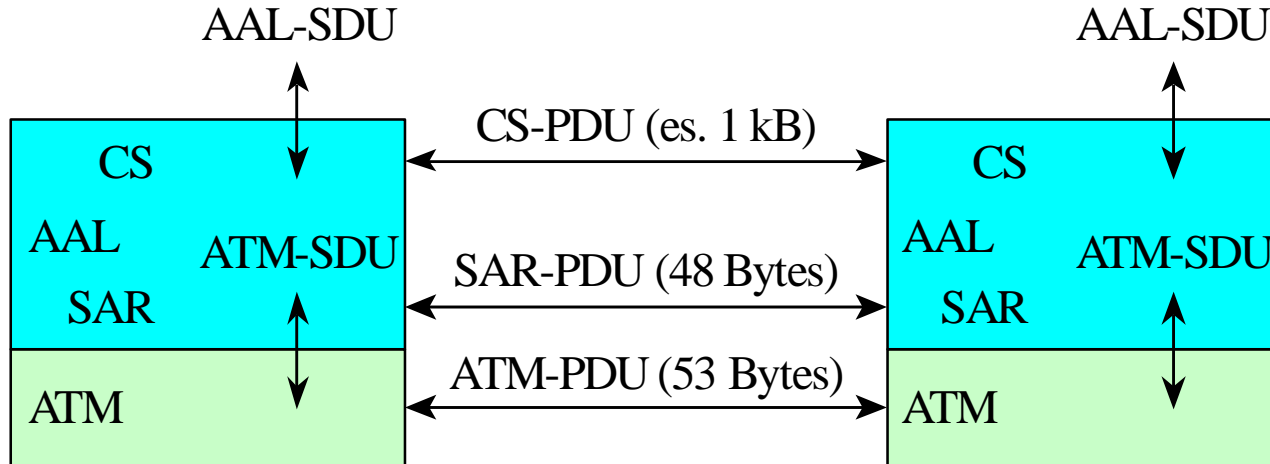 AAL-SDU AAL-SDU
CS-PDU (es. 1 kB)
CS CS
AAL ATM-SDU SAR-PDU (48 Bytes) AAL ATM-SDU
SAR SAR
ATM-PDU (53 Bytes)
ATM ATM